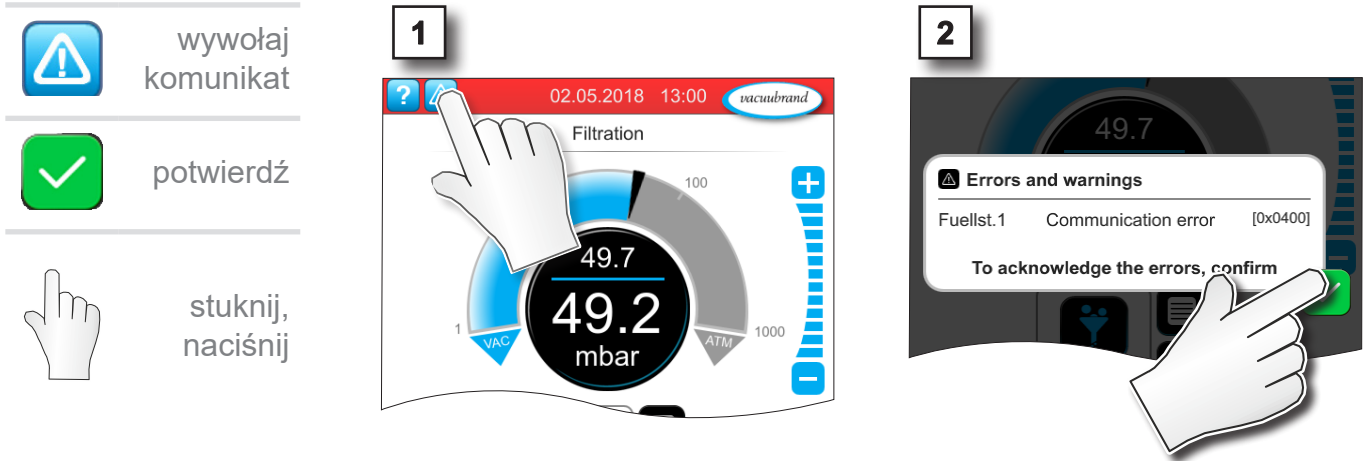 wywołaj
komunikat
potwierdź
stuknij,
naciśnij
1
?
02.05.2018 13:00
vacuubrand
Filtration
100
49.7
49.2
mbar
1
VAC
ATM
1000
2
49.7
Errors and warnings
Fuellst.1 Communication error [0x0400]
To acknowledge the errors, confirm